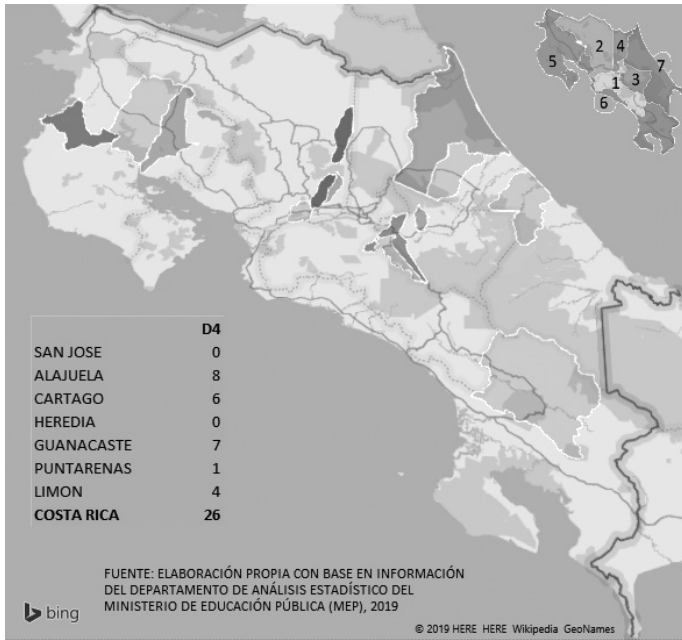 2 4
5 7
1 3
6
D4
SAN JOSE 0
ALAJUELA 8
CARTAGO 6
HEREDIA 0
GUANACASTE 7
PUNTARENAS 1
LIMON 4
COSTA RICA 26
FUENTE: ELABORACIÓN PROPIA CON BASE EN INFORMACIÓN
DEL DEPARTAMENTO DE ANÁLISIS ESTADÍSTICO DEL
MINISTERIO DE EDUCACIÓN PÚBLICA (MEP), 2019
bing
© 2019 HERE HERE Wikipedia GeoNames